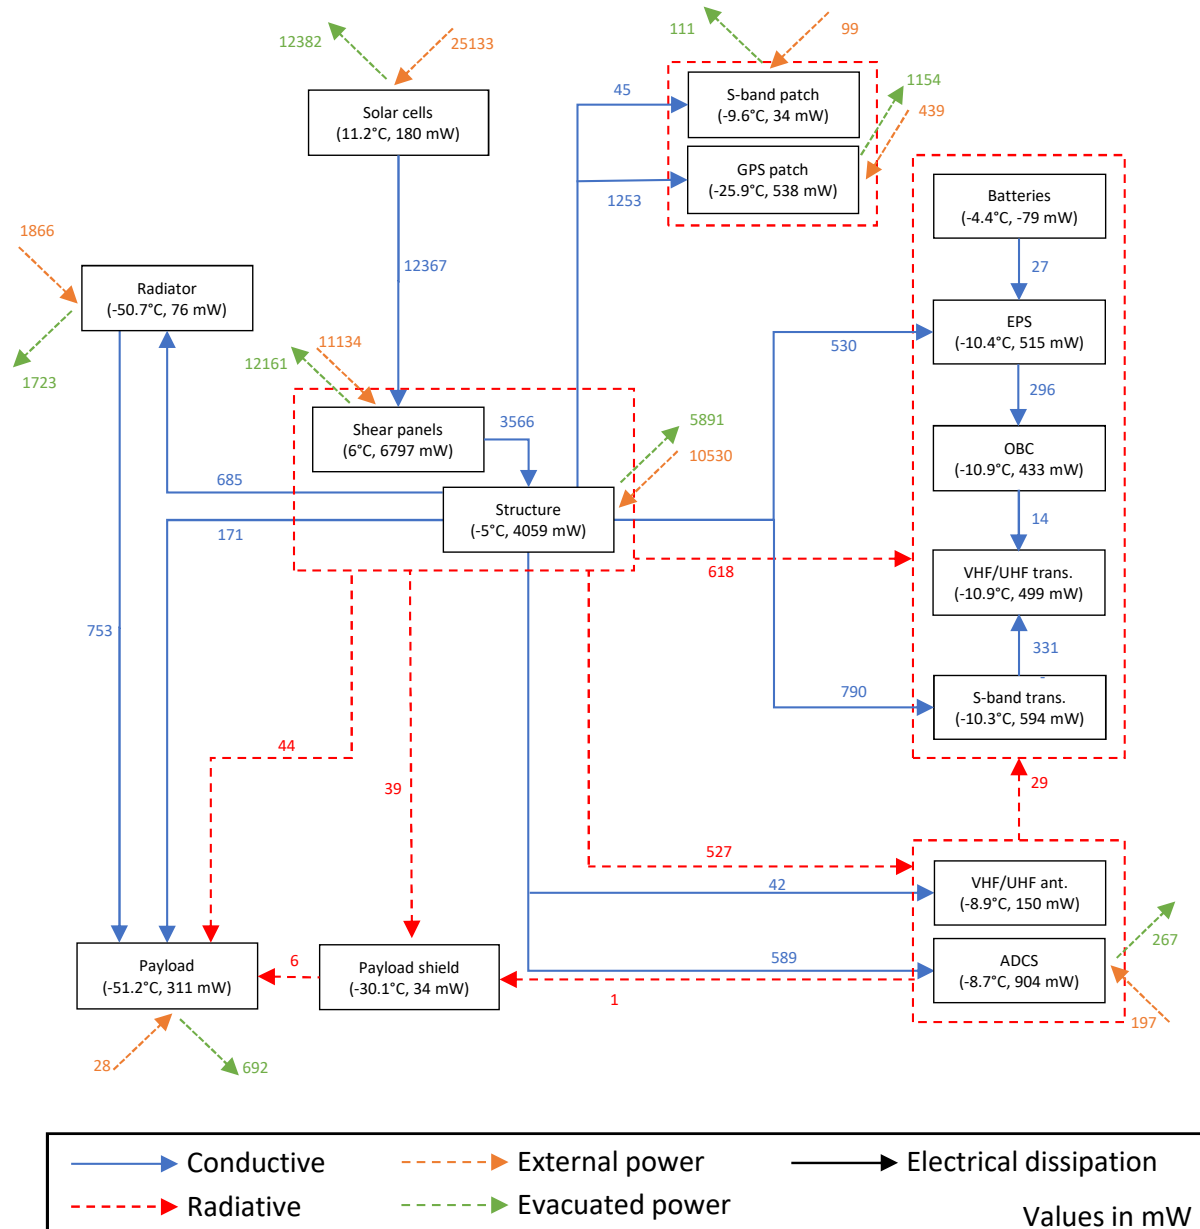 12382
25133
111
99
45
S-band patch
(-9.6°C, 34 mW)
1154
439
Solar cells
(11.2°C, 180 mW)
GPS patch
(-25.9°C, 538 mW)
1253
Batteries
(-4.4°C, -79 mW)
1866
12367
27
Radiator
(-50.7°C, 76 mW)
EPS
(-10.4°C, 515 mW)
530
11134
12161
1723
296
Shear panels
(6°C, 6797 mW)
3566
5891
10530
OBC
(-10.9°C, 433 mW)
685
Structure
(-5°C, 4059 mW)
171
14
618
VHF/UHF trans.
(-10.9°C, 499 mW)
753
331
790
S-band trans.
(-10.3°C, 594 mW)
44
39
29
527
42
VHF/UHF ant.
(-8.9°C, 150 mW)
267
Payload
(-51.2°C, 311 mW)
6
Payload shield
(-30.1°C, 34 mW)
589
ADCS
(-8.7°C, 904 mW)
1
197
28
692
Conductive
External power
Electrical dissipation
Radiative
Evacuated power
Values in mW